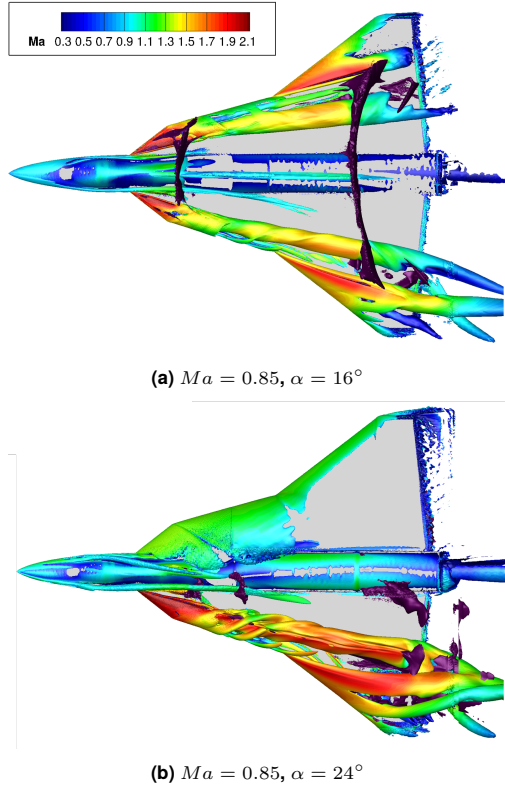 Ma 0.3 0.5 0.7 0.9 1.1 1.3 1.5 1.7 1.9 2.1
(a) Ma = 0.85, α = 16°
(b) Ma = 0.85, α = 24°